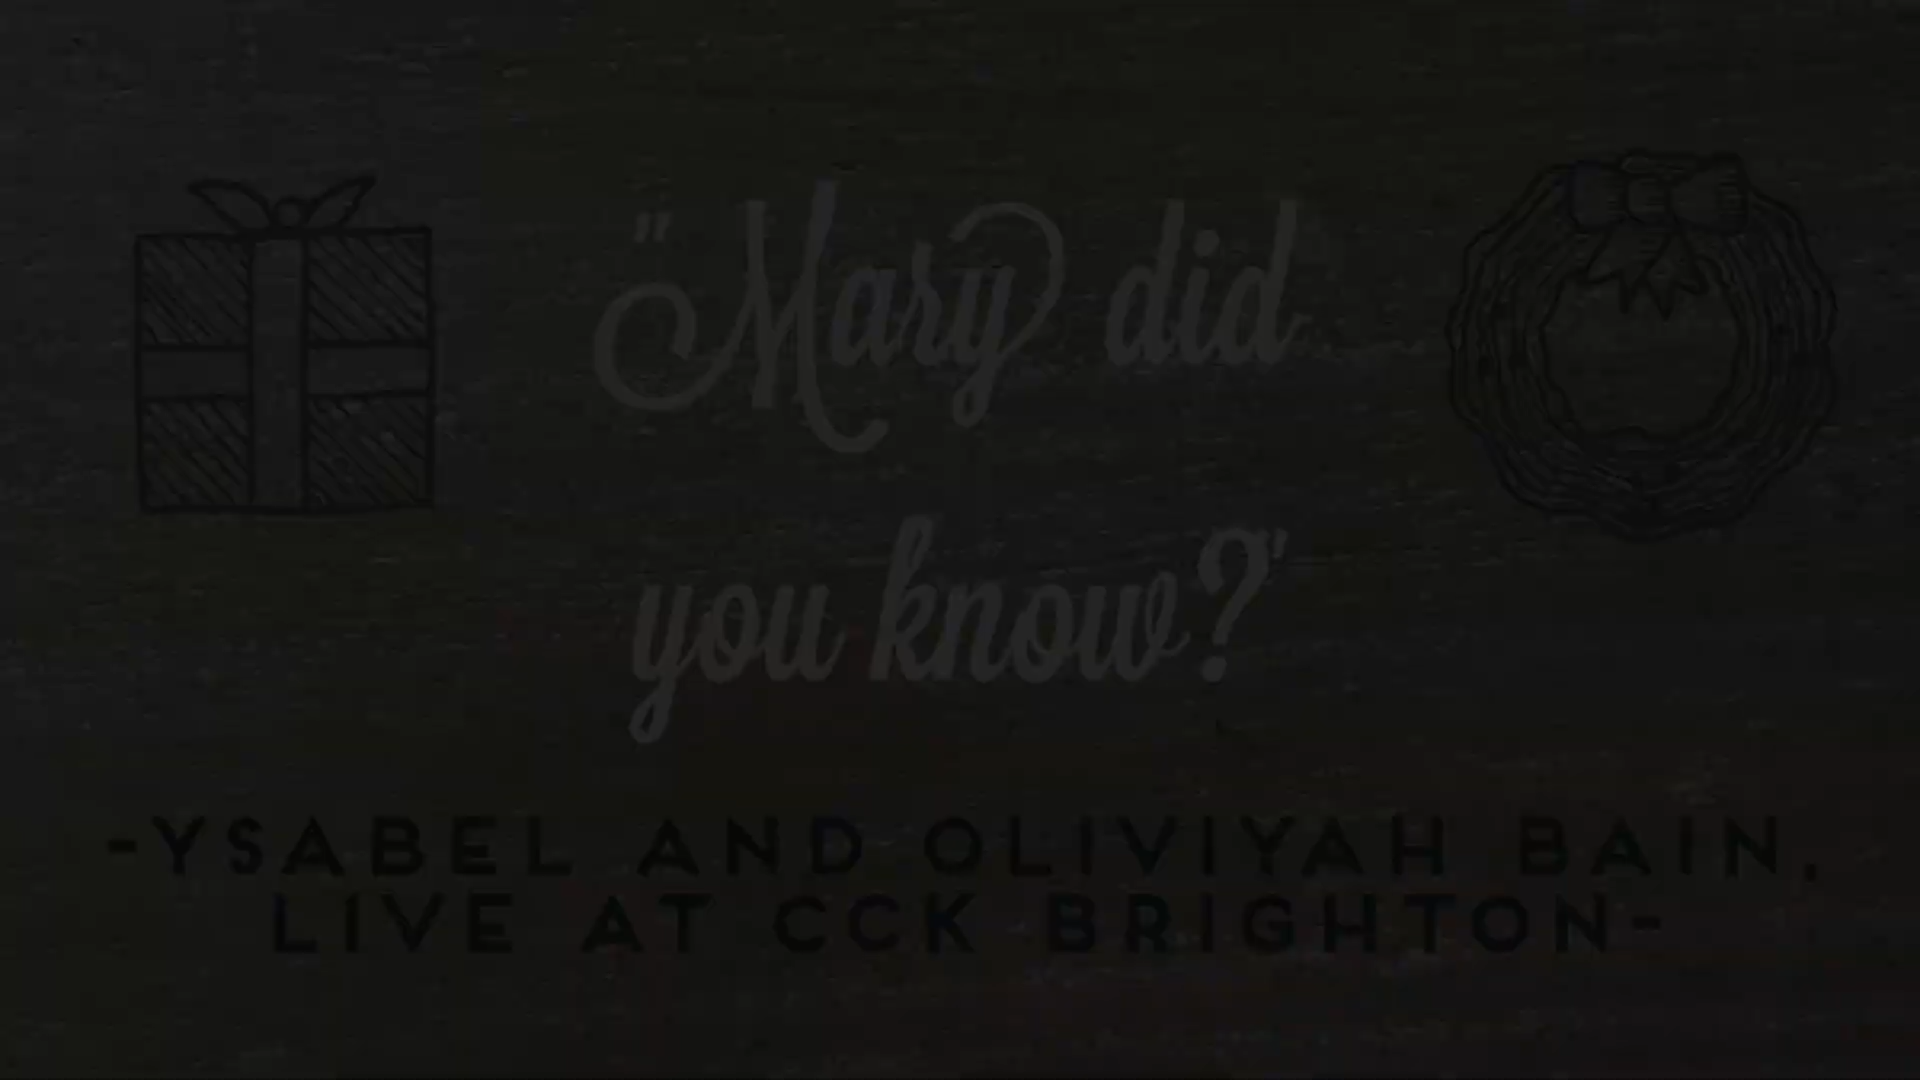 "Mary did
you know?"
-YSABEL AND OLIVIYAH BAIN,
LIVE AT CCK BRIGHTON-